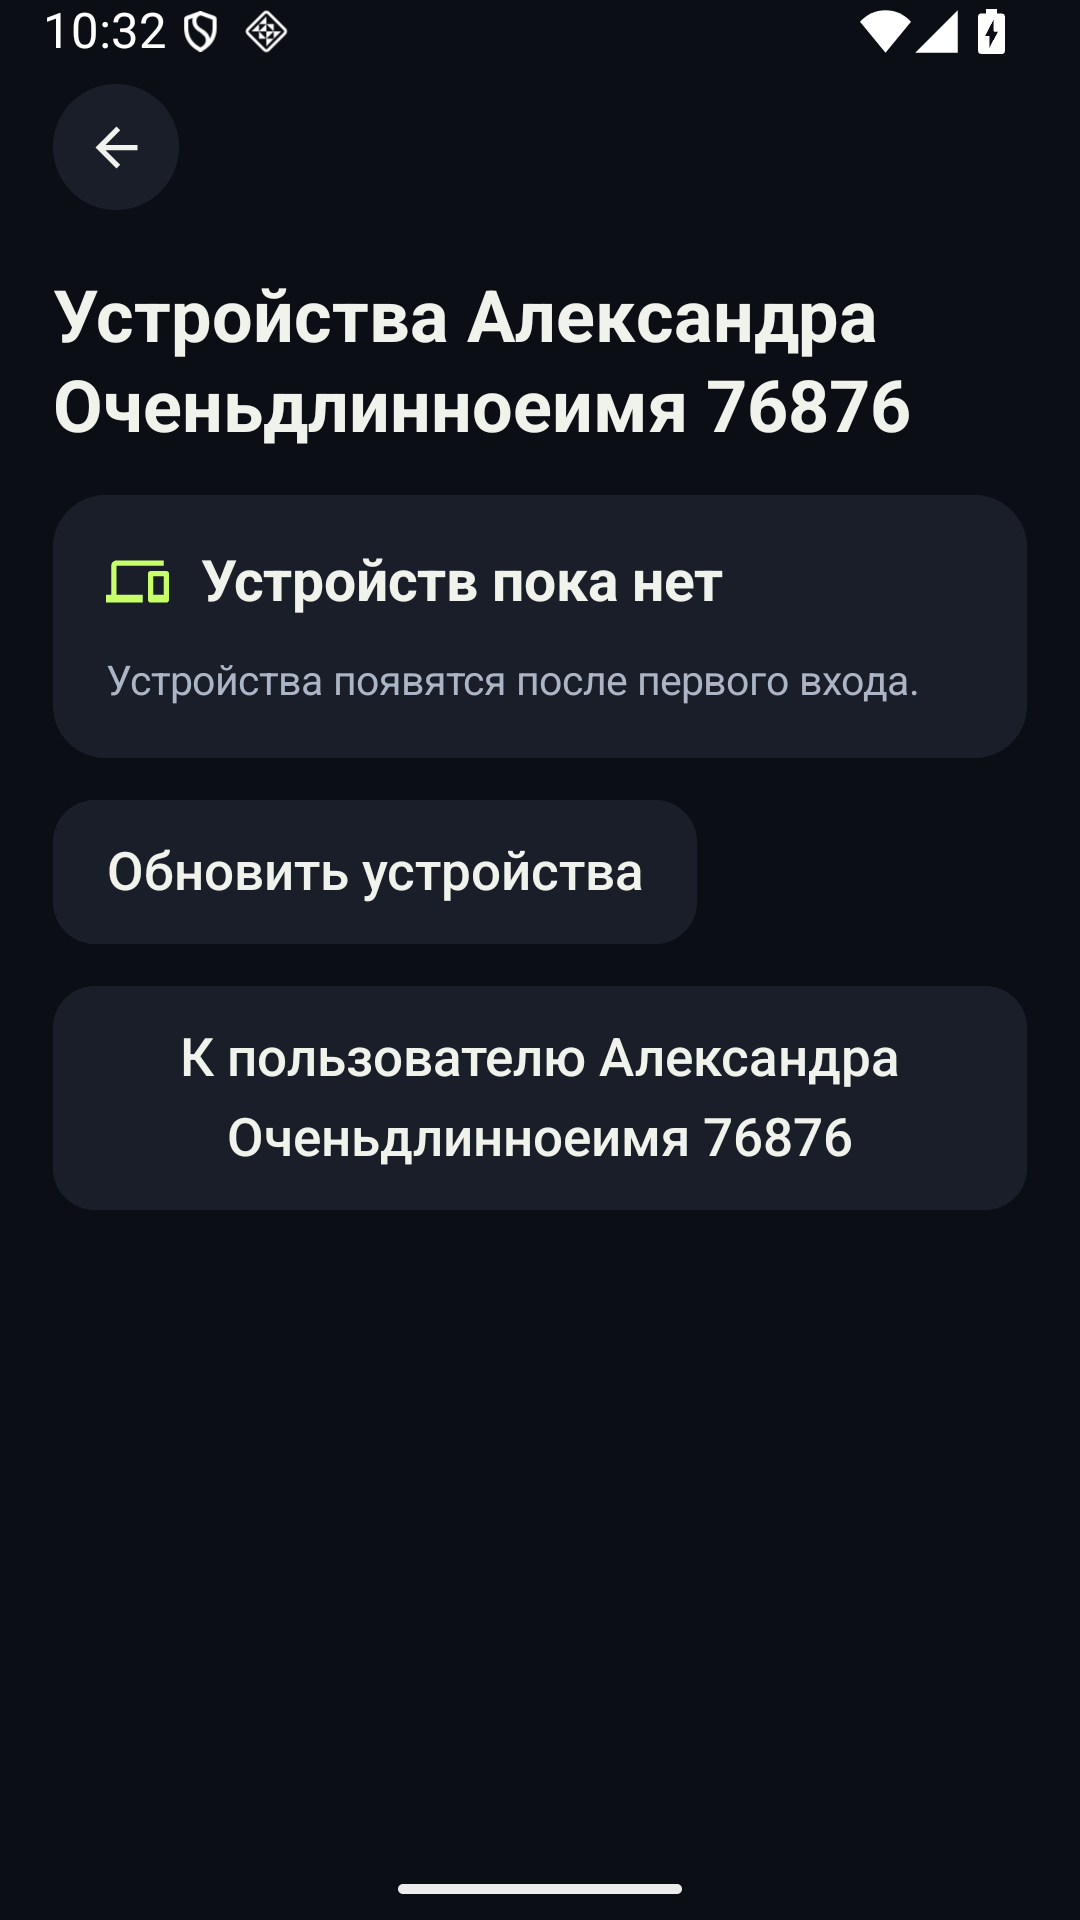 10:32
Устройства Александра
Оченьдлинноеимя 76876
Устройств пока нет
Устройства появятся после первого входа.
Обновить устройства
К пользователю Александра
Оченьдлинноеимя 76876